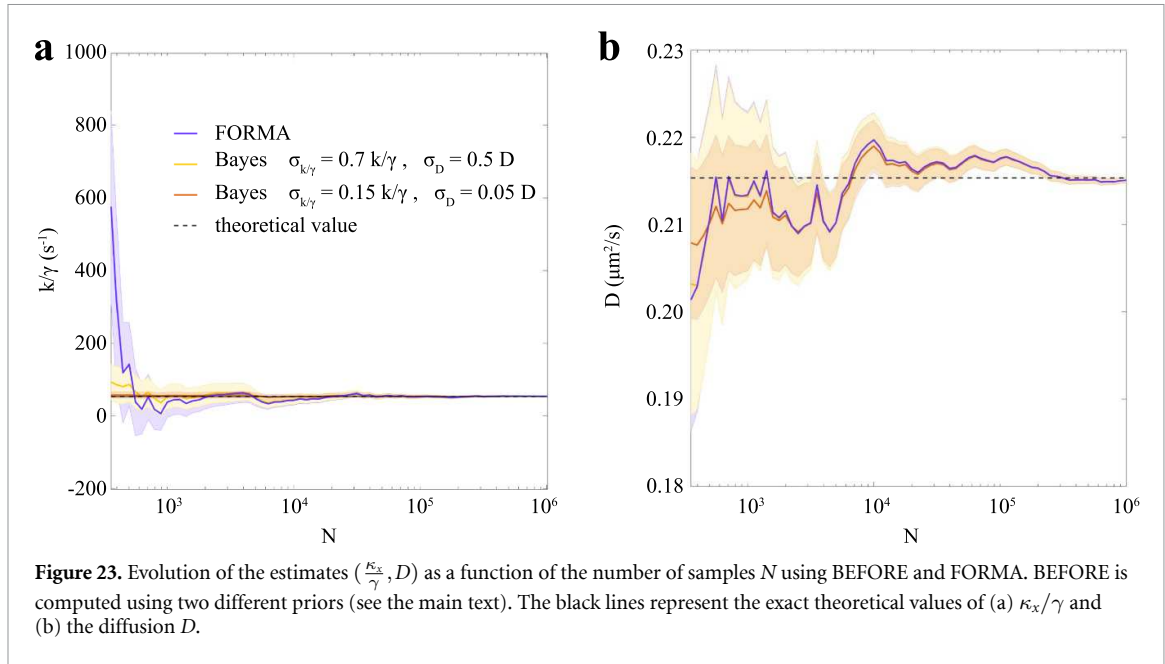 a
1000
800
600
400
200
0
-200
k/γ (s⁻¹)
FORMA
Bayes σ_k/γ = 0.7 k/γ , σ_D = 0.5 D
Bayes σ_k/γ = 0.15 k/γ , σ_D = 0.05 D
theoretical value
10³ 10⁴ 10⁵ 10⁶
N
b
0.23
0.22
0.21
0.20
0.19
0.18
D (μm²/s)
10³ 10⁴ 10⁵ 10⁶
N
Figure 23. Evolution of the estimates (κₓ/γ, D) as a function of the number of samples N using BEFORE and FORMA. BEFORE is
computed using two different priors (see the main text). The black lines represent the exact theoretical values of (a) κₓ/γ and
(b) the diffusion D.